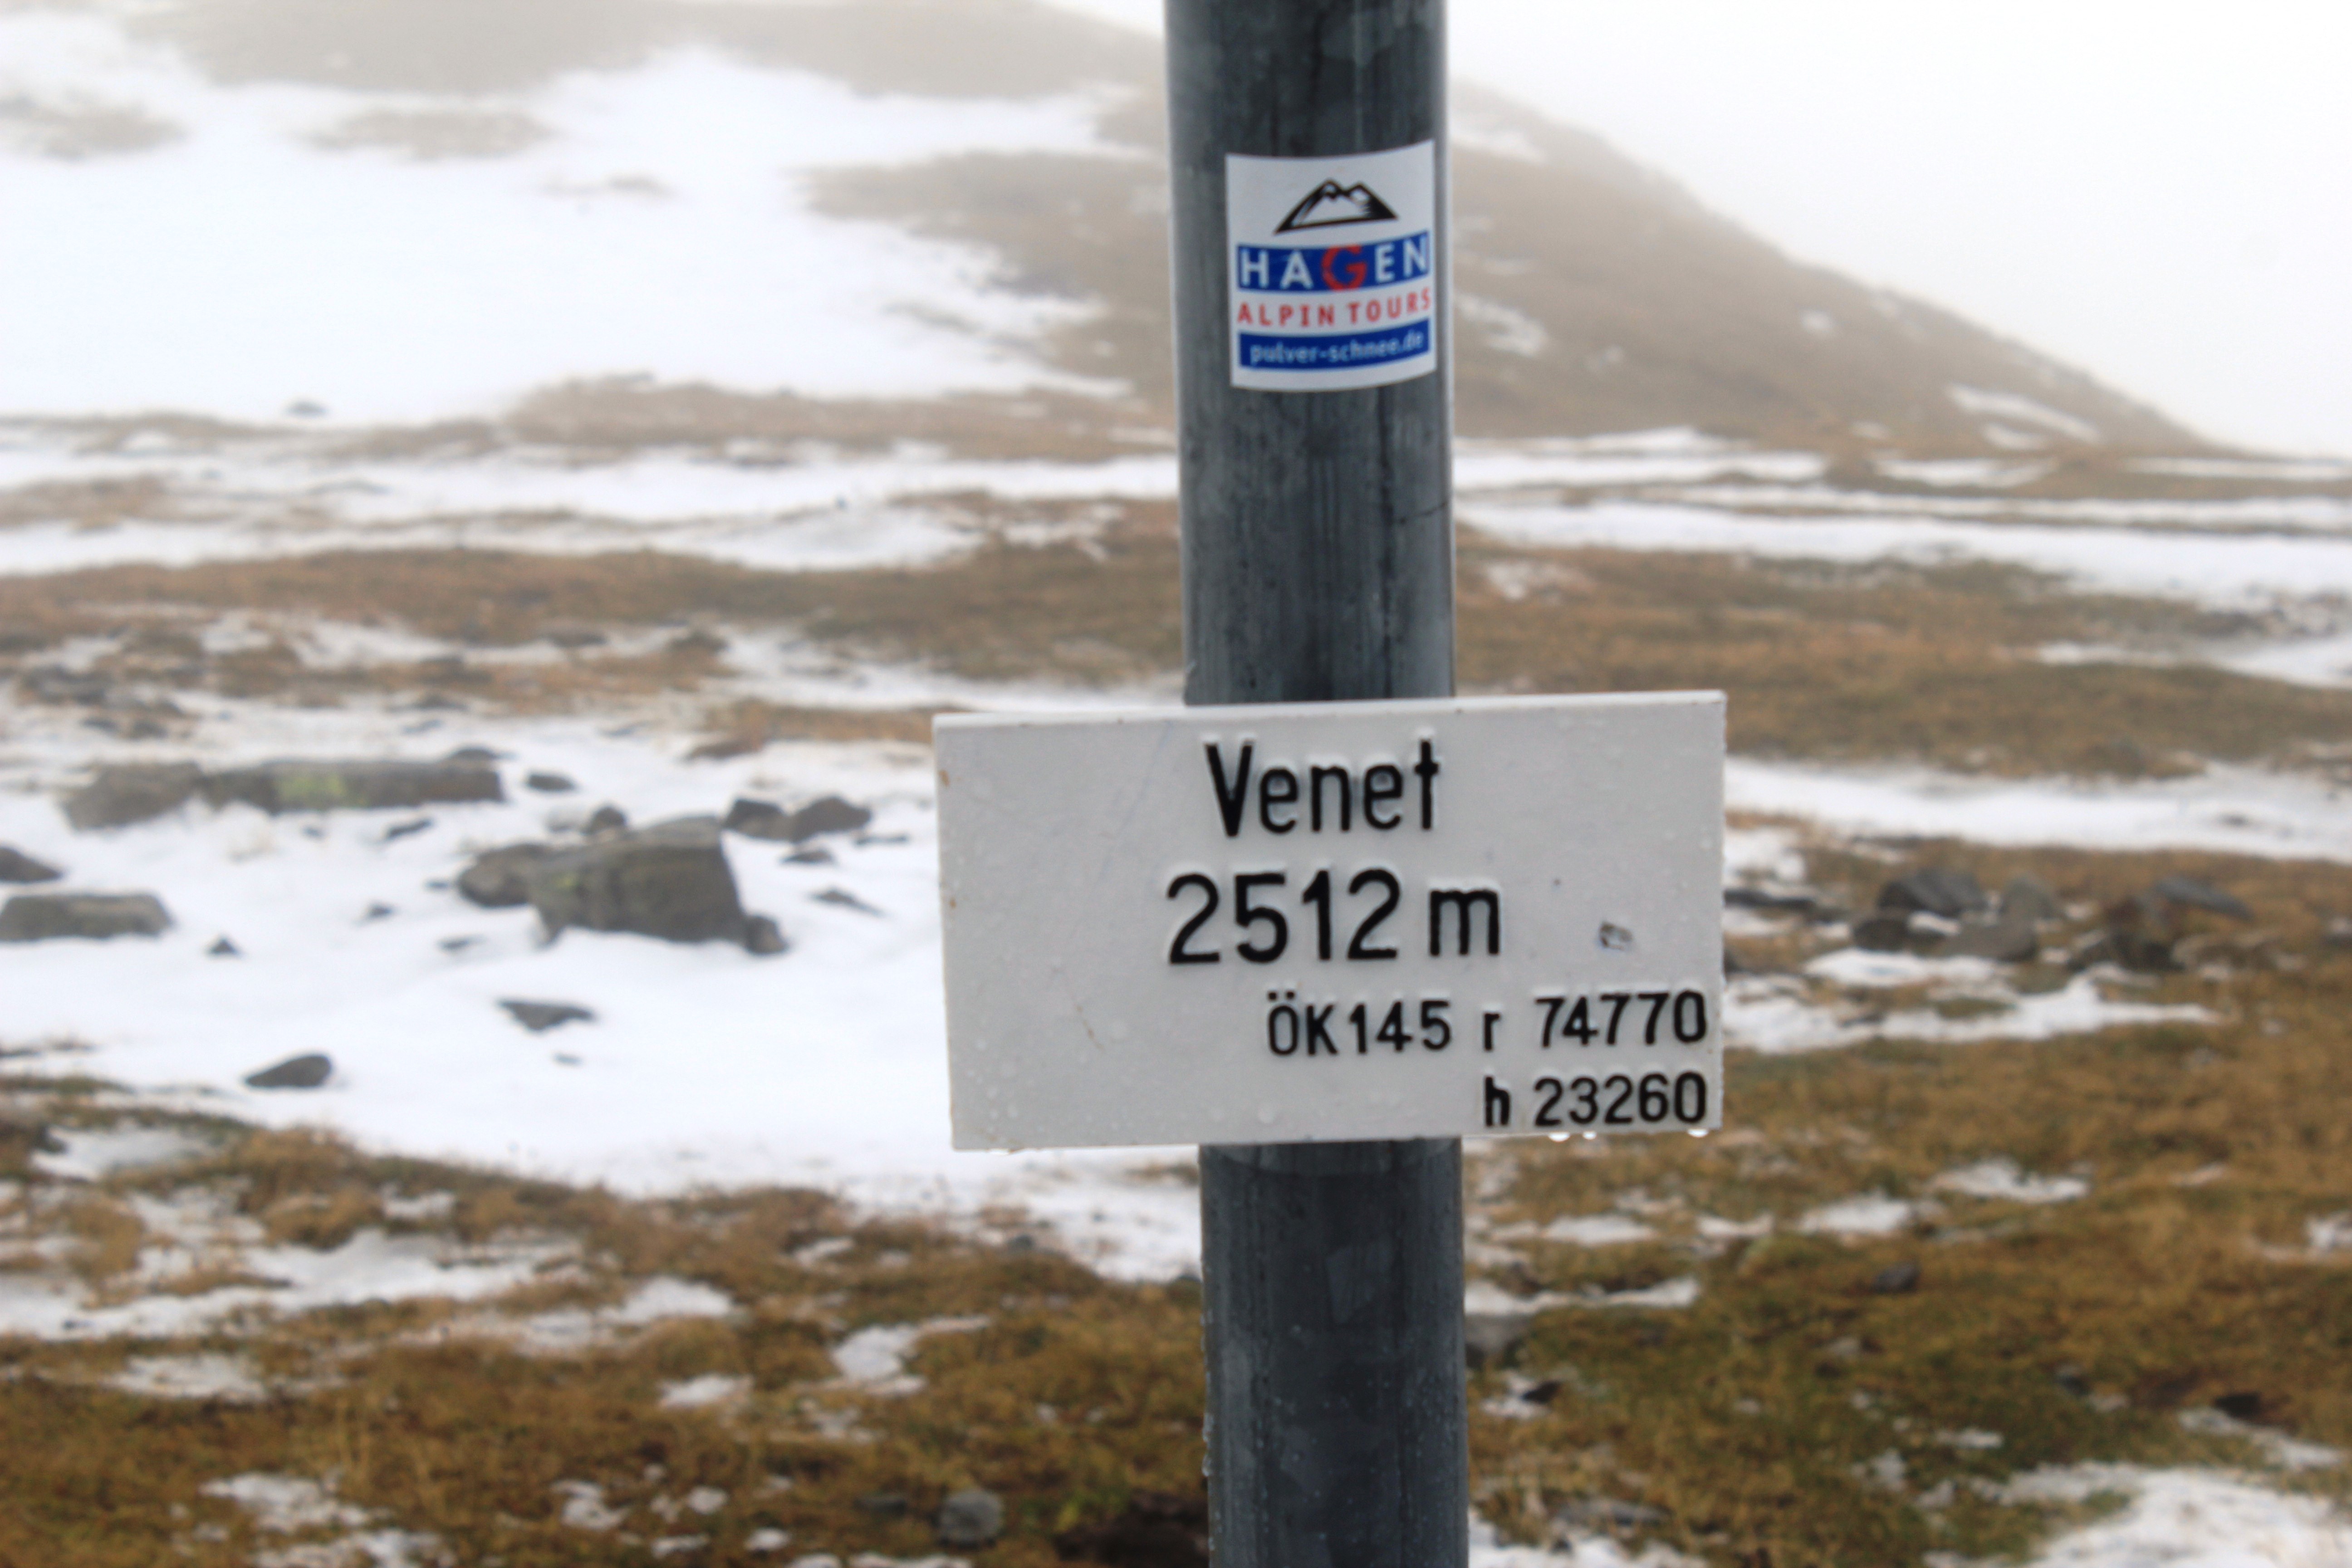 HAGEN
ALPIN TOURS
pulver-schnee.de
Venet
2512 m
ÖK145 r 74770
h 23260